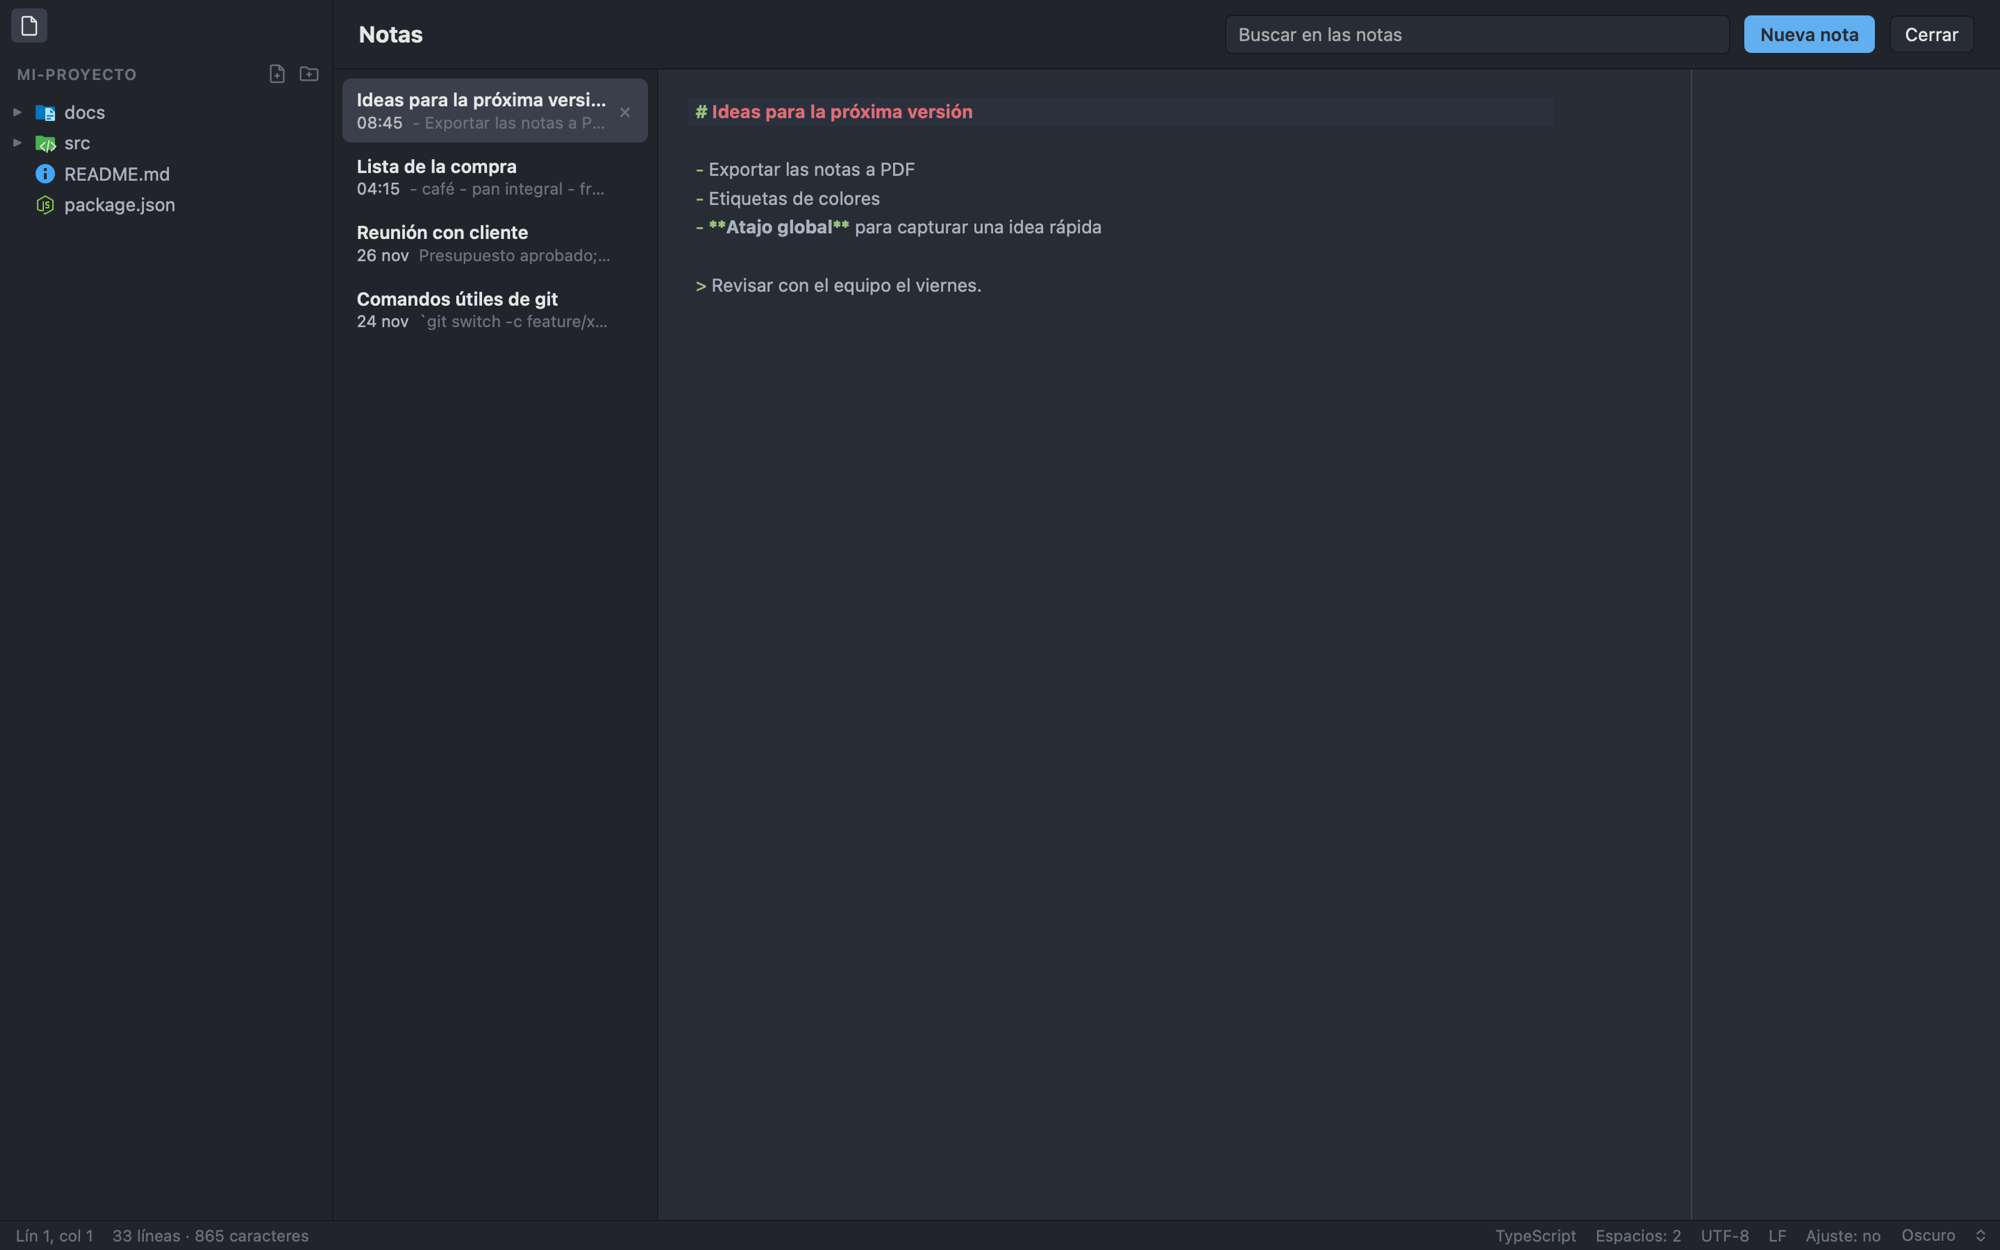 Notas
Buscar en las notas
Nueva nota
Cerrar
MI-PROYECTO
docs
src
README.md
package.json
Ideas para la próxima versi...
08:45 - Exportar las notas a P...
Lista de la compra
04:15 - café - pan integral - fr...
Reunión con cliente
26 nov Presupuesto aprobado;...
Comandos útiles de git
24 nov `git switch -c feature/x...
# Ideas para la próxima versión
- Exportar las notas a PDF
- Etiquetas de colores
- **Atajo global** para capturar una idea rápida
> Revisar con el equipo el viernes.
Lín 1, col 1 33 líneas · 865 caracteres
TypeScript Espacios: 2 UTF-8 LF Ajuste: no Oscuro